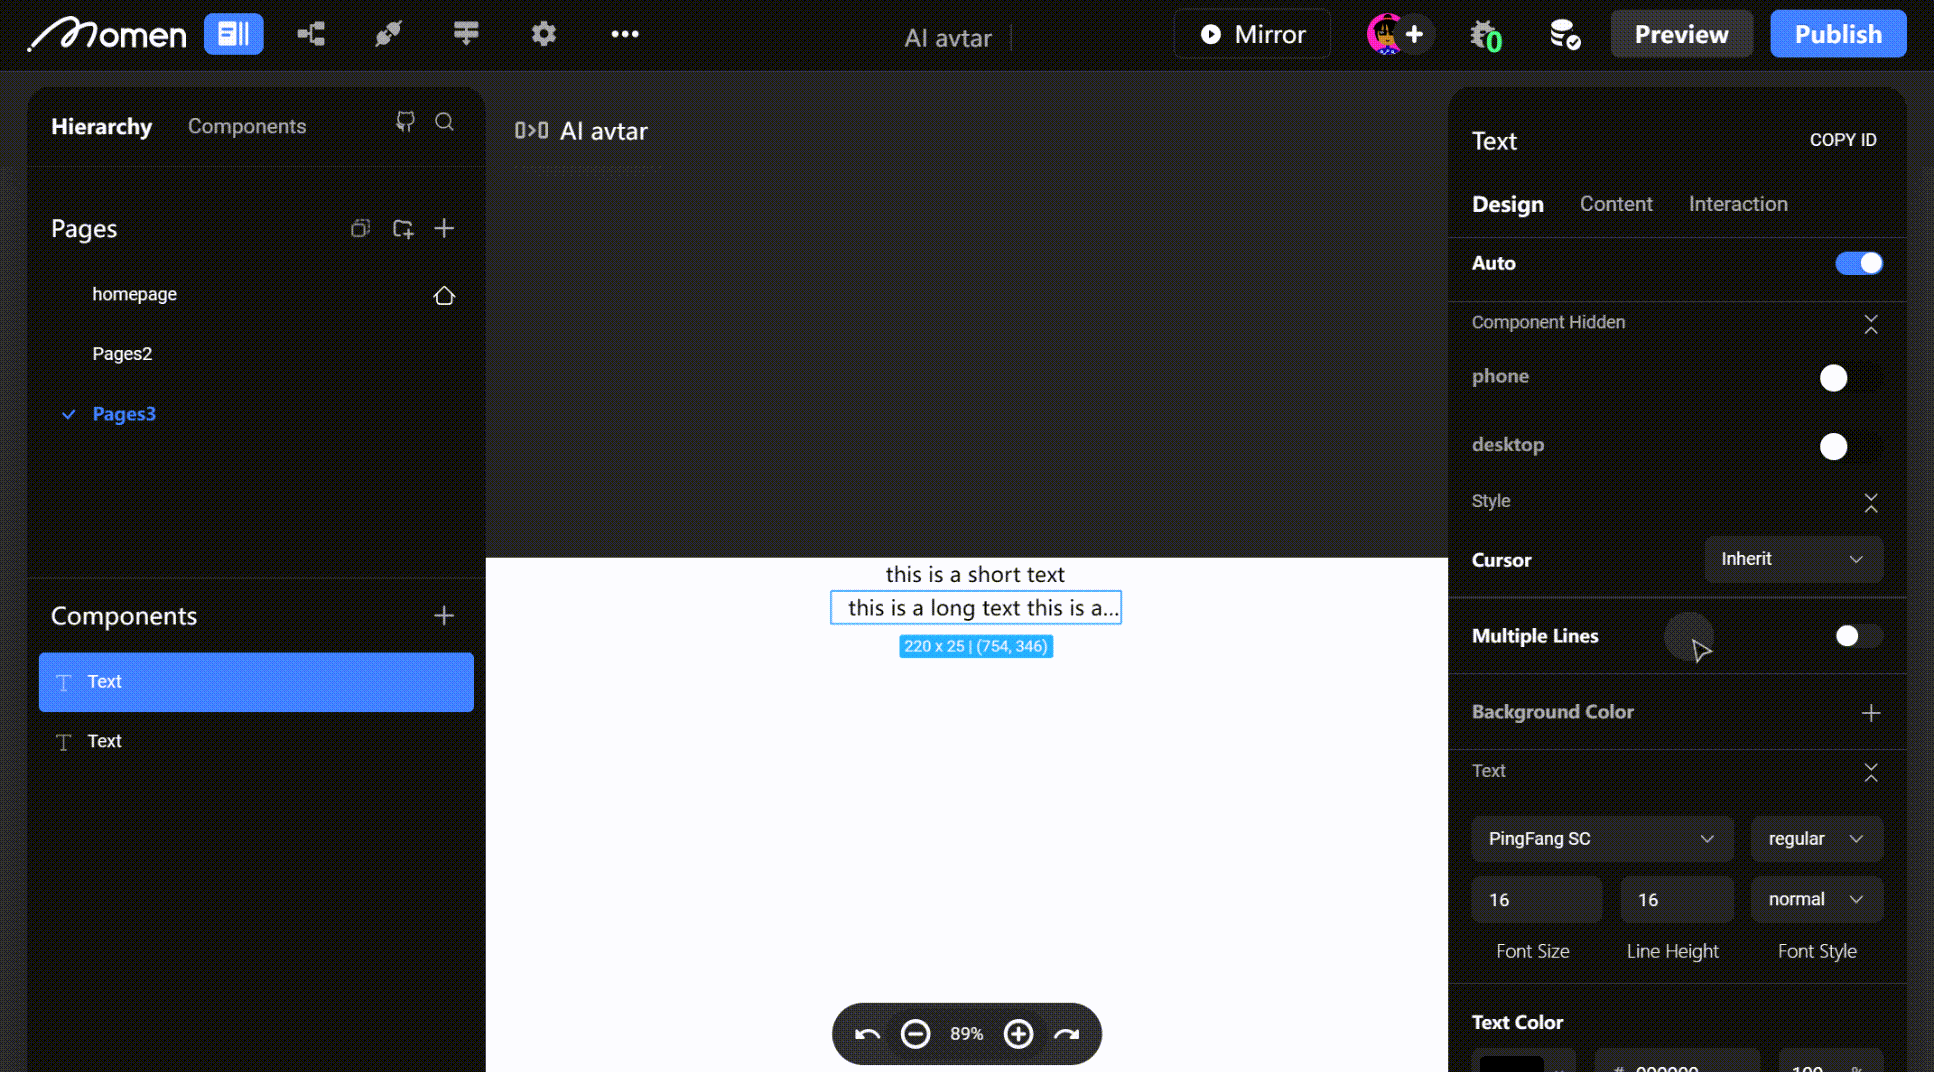 Momen
AI avtar
Mirror
0
Preview
Publish
Hierarchy
Components
AI avtar
Pages
homepage
Pages2
Pages3
Components
Text
Text
this is a short text
this is a long text this is a...
220 x 25 | (754, 346)
89%
Text
COPY ID
Design
Content
Interaction
Auto
Component Hidden
phone
desktop
Style
Cursor
Inherit
Multiple Lines
Background Color
Text
PingFang SC
regular
16
16
normal
Font Size
Line Height
Font Style
Text Color
# 000000
100 %